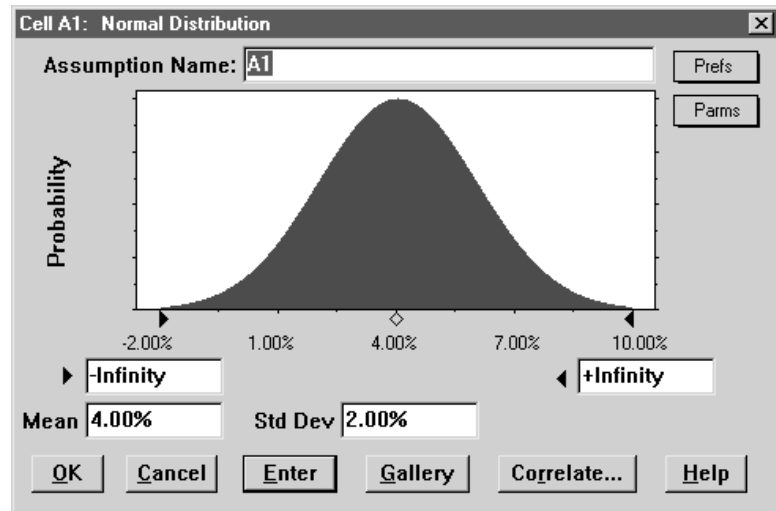 Cell A1: Normal Distribution
Assumption Name: A1
Prefs
Parms
Probability
-2.00% 1.00% 4.00% 7.00% 10.00%
-Infinity +Infinity
Mean 4.00% Std Dev 2.00%
OK Cancel Enter Gallery Correlate... Help